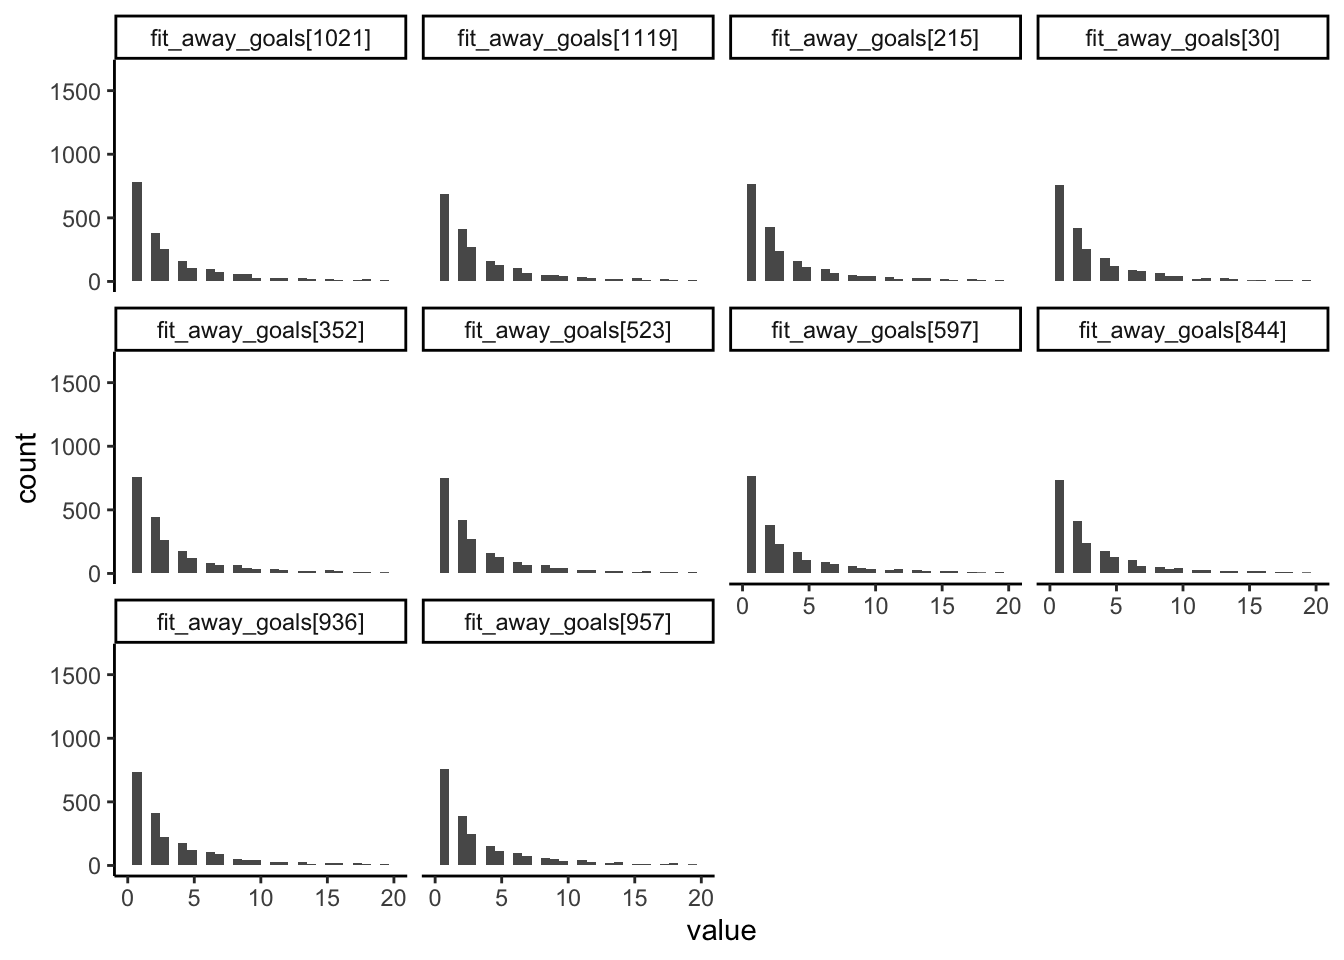 fit_away_goals[1021] fit_away_goals[1119] fit_away_goals[215] fit_away_goals[30]
1500
1000
500
0
fit_away_goals[352] fit_away_goals[523] fit_away_goals[597] fit_away_goals[844]
1500
1000
500
0
0 5 10 15 20 0 5 10 15 20
fit_away_goals[936] fit_away_goals[957]
1500
1000
500
0
0 5 10 15 20 0 5 10 15 20
count
value